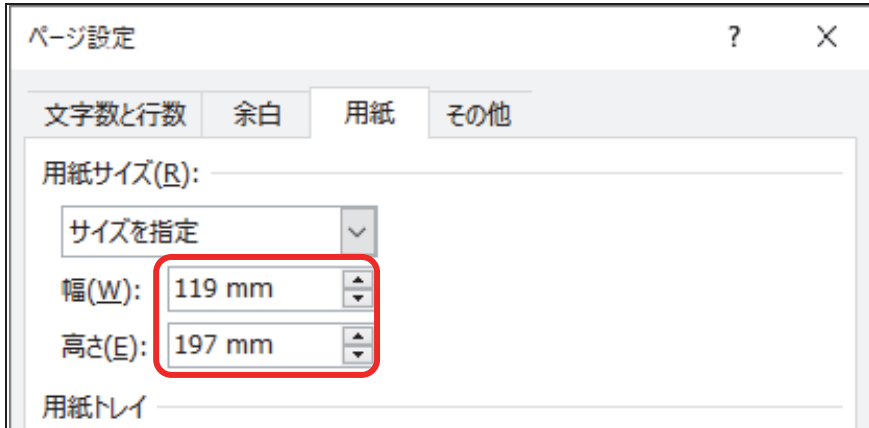 ページ設定 ?
文字数と行数 余白 用紙 その他
用紙サイズ(R):
サイズを指定
幅(W): 119 mm
高さ(E): 197 mm
用紙トレイ